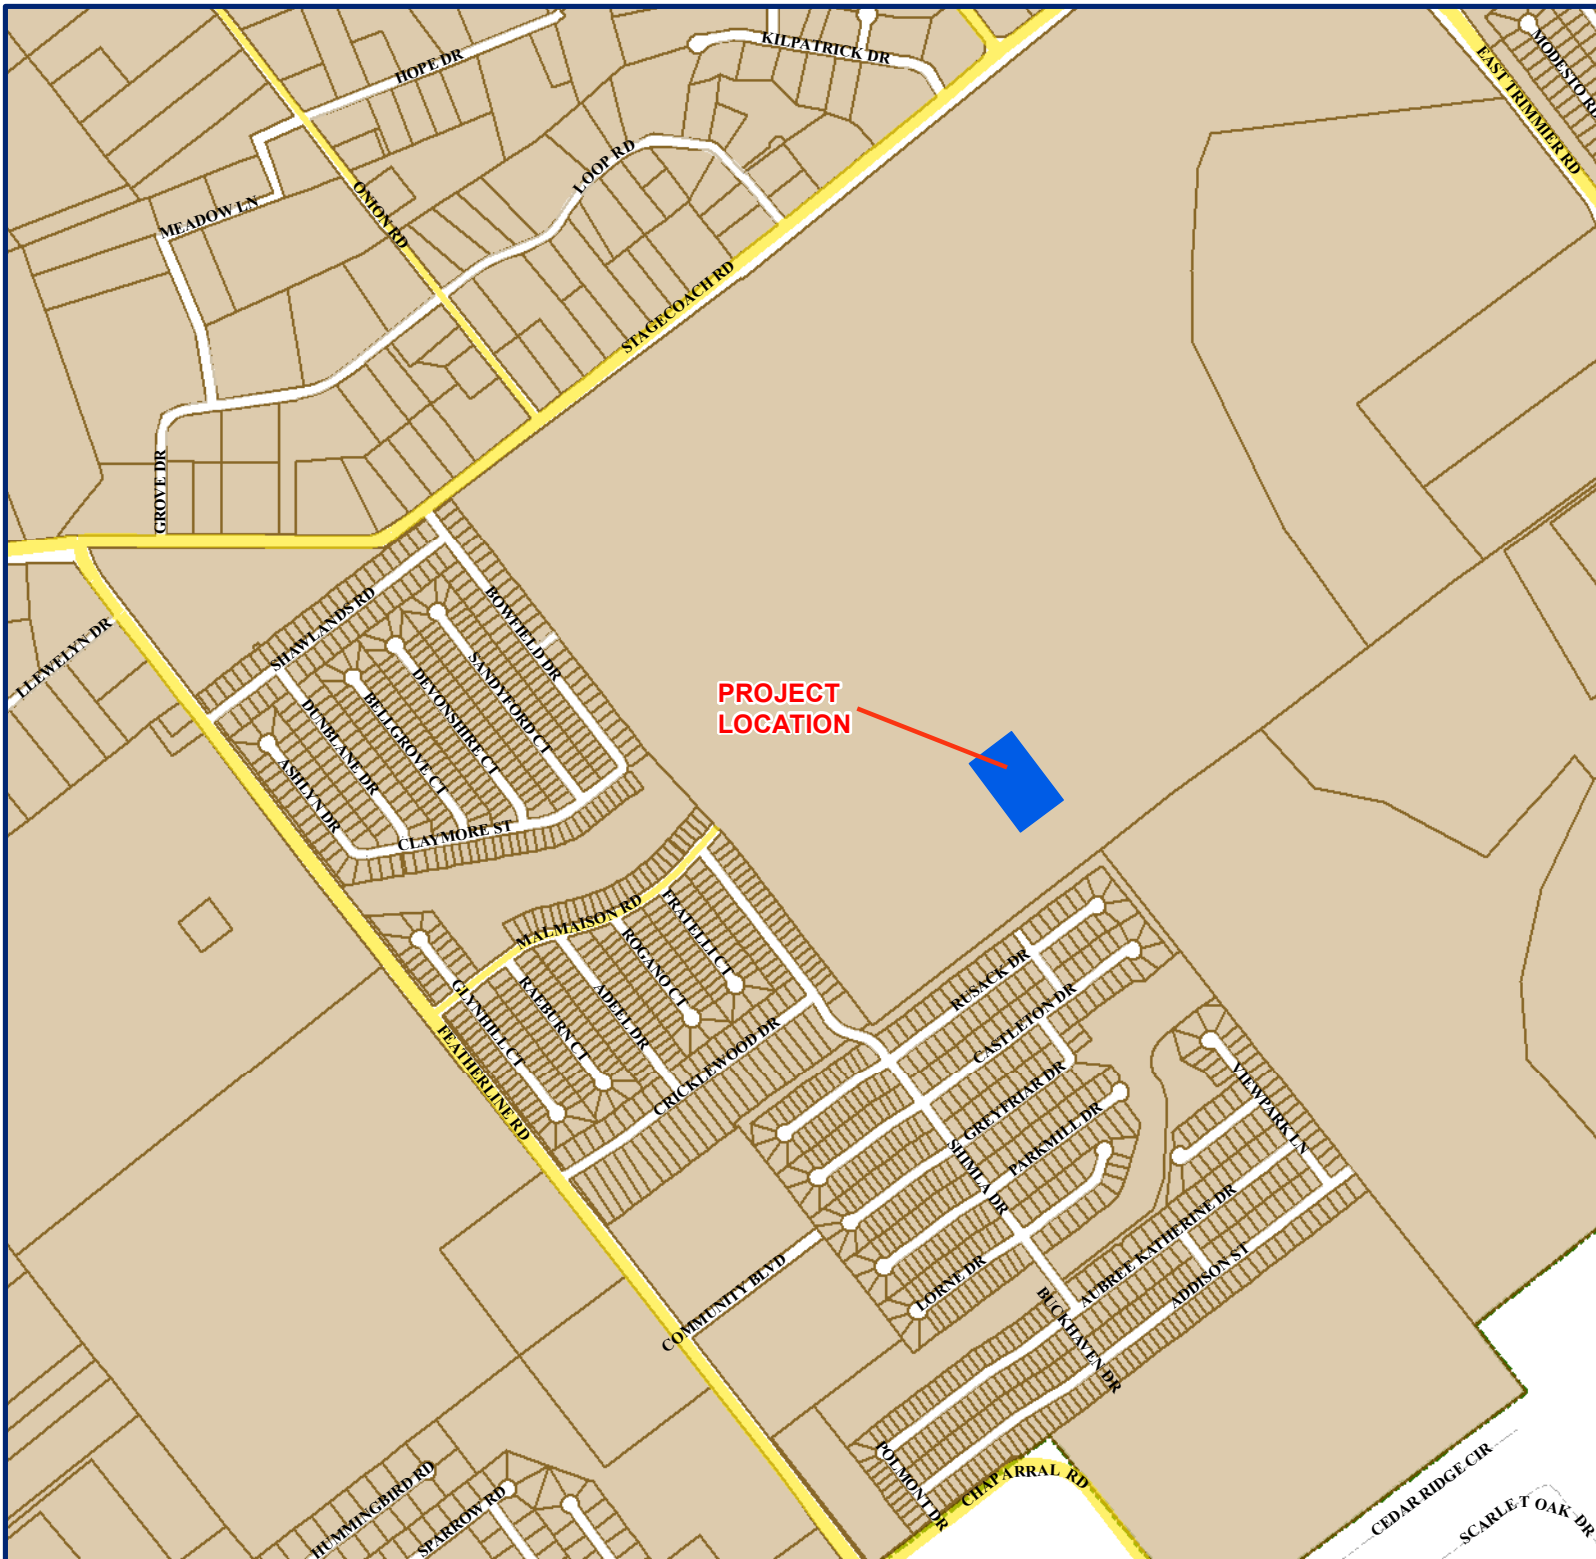 HOPE DR
KILPATRICK DR
EAST TRIMMIER RD
MODESTO RD
LOOP RD
ONION RD
MEADOW LN
STAGECOACH RD
GROVE DR
SHAWLANDS RD
BOWFIELD DR
LLEWELYN DR
SANDYFORD CT
DEVONSHIRE CT
BELLGROVE CT
DUNBLANE DR
ASHLYN DR
CLAYMORE ST
PROJECT
LOCATION
MALMAISON RD
FRATELLI CT
ROGANO CT
ADEEL DR
RAEBURN CT
GLYNHILL CT
FEATHERLINE RD
CRICKLEWOOD DR
RUSACK DR
CASTLETON DR
GREYFRIAR DR
PARKMILL DR
SHIMLA DR
VIEWPARK LN
LORNE DR
AUBREE KATHERINE DR
ADDISON ST
COMMUNITY BLVD
BUCKHAVEN DR
POLMONT DR
CHAPARRAL RD
HUMMINGBIRD RD
SPARROW RD
CEDAR RIDGE CIR
SCARLET OAK DR